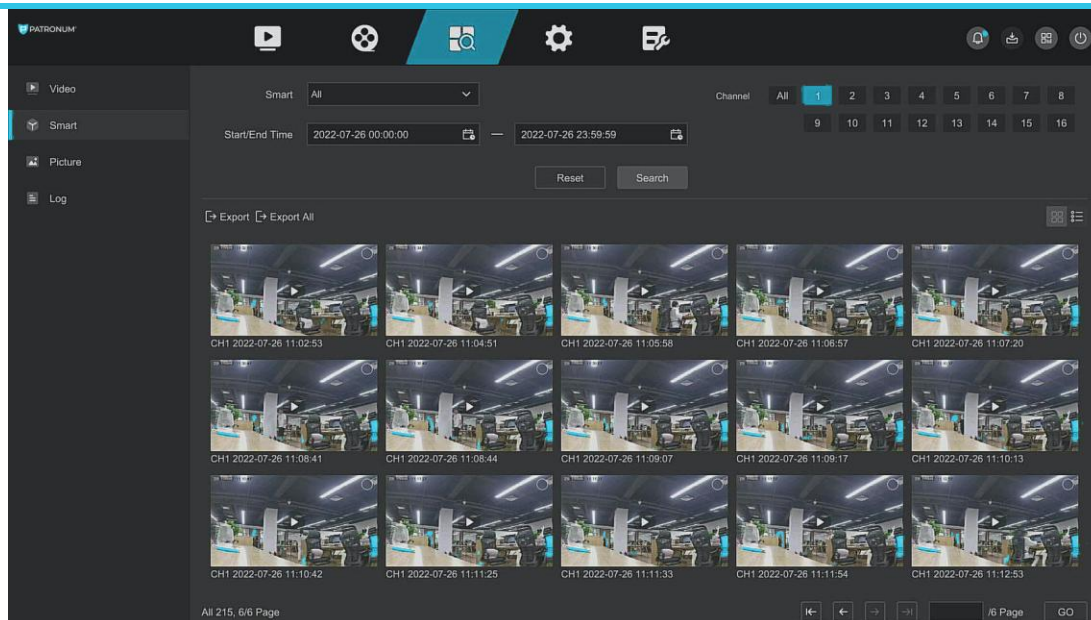 PATRONUM
Video
Smart
Picture
Log
Smart All
Channel All 1 2 3 4 5 6 7 8
9 10 11 12 13 14 15 16
Start/End Time 2022-07-26 00:00:00 — 2022-07-26 23:59:59
Reset Search
Export Export All
CH1 2022-07-26 11:02:53 CH1 2022-07-26 11:04:51 CH1 2022-07-26 11:05:58 CH1 2022-07-26 11:06:57 CH1 2022-07-26 11:07:20
CH1 2022-07-26 11:08:41 CH1 2022-07-26 11:08:44 CH1 2022-07-26 11:09:07 CH1 2022-07-26 11:09:17 CH1 2022-07-26 11:10:13
CH1 2022-07-26 11:10:42 CH1 2022-07-26 11:11:25 CH1 2022-07-26 11:11:33 CH1 2022-07-26 11:11:54 CH1 2022-07-26 11:12:53
All 215, 6/6 Page /6 Page GO